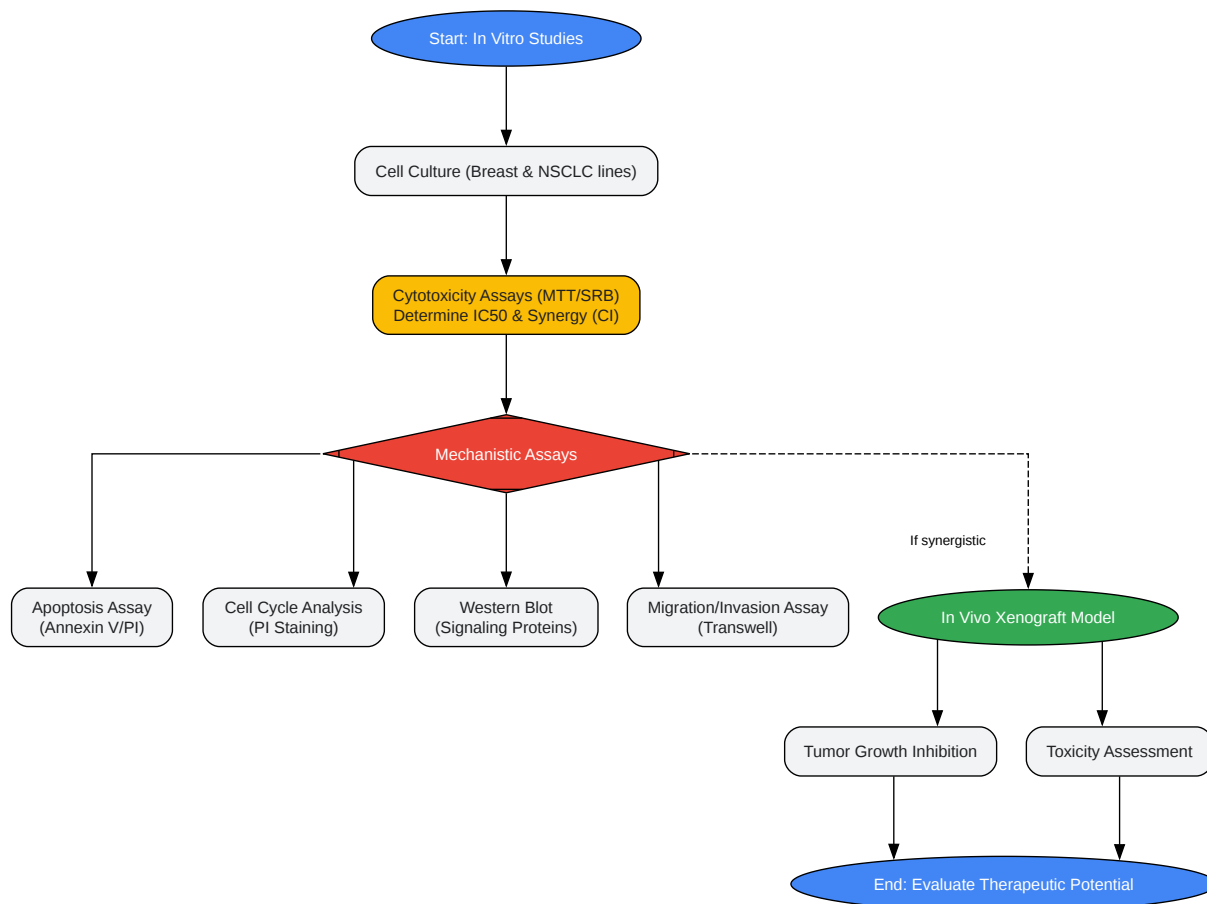 Start: In Vitro Studies
Cell Culture (Breast & NSCLC lines)
Cytotoxicity Assays (MTT/SRB)
Determine IC50 & Synergy (CI)
Mechanistic Assays
If synergistic
Apoptosis Assay
(Annexin V/PI)
Cell Cycle Analysis
(PI Staining)
Western Blot
(Signaling Proteins)
Migration/Invasion Assay
(Transwell)
In Vivo Xenograft Model
Tumor Growth Inhibition
Toxicity Assessment
End: Evaluate Therapeutic Potential